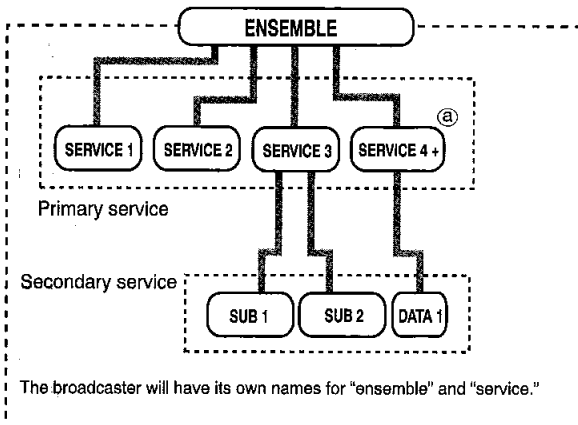 ENSEMBLE
ⓐ
SERVICE 1 SERVICE 2 SERVICE 3 SERVICE 4 +
Primary service
Secondary service
SUB 1 SUB 2 DATA 1
The broadcaster will have its own names for “ensemble” and “service.”